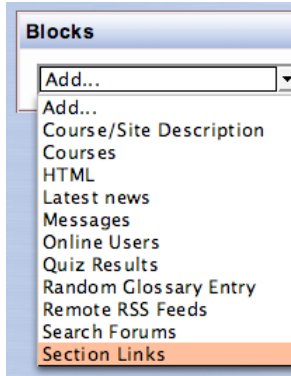 Blocks
Add...
Add...
Course/Site Description
Courses
HTML
Latest news
Messages
Online Users
Quiz Results
Random Glossary Entry
Remote RSS Feeds
Search Forums
Section Links